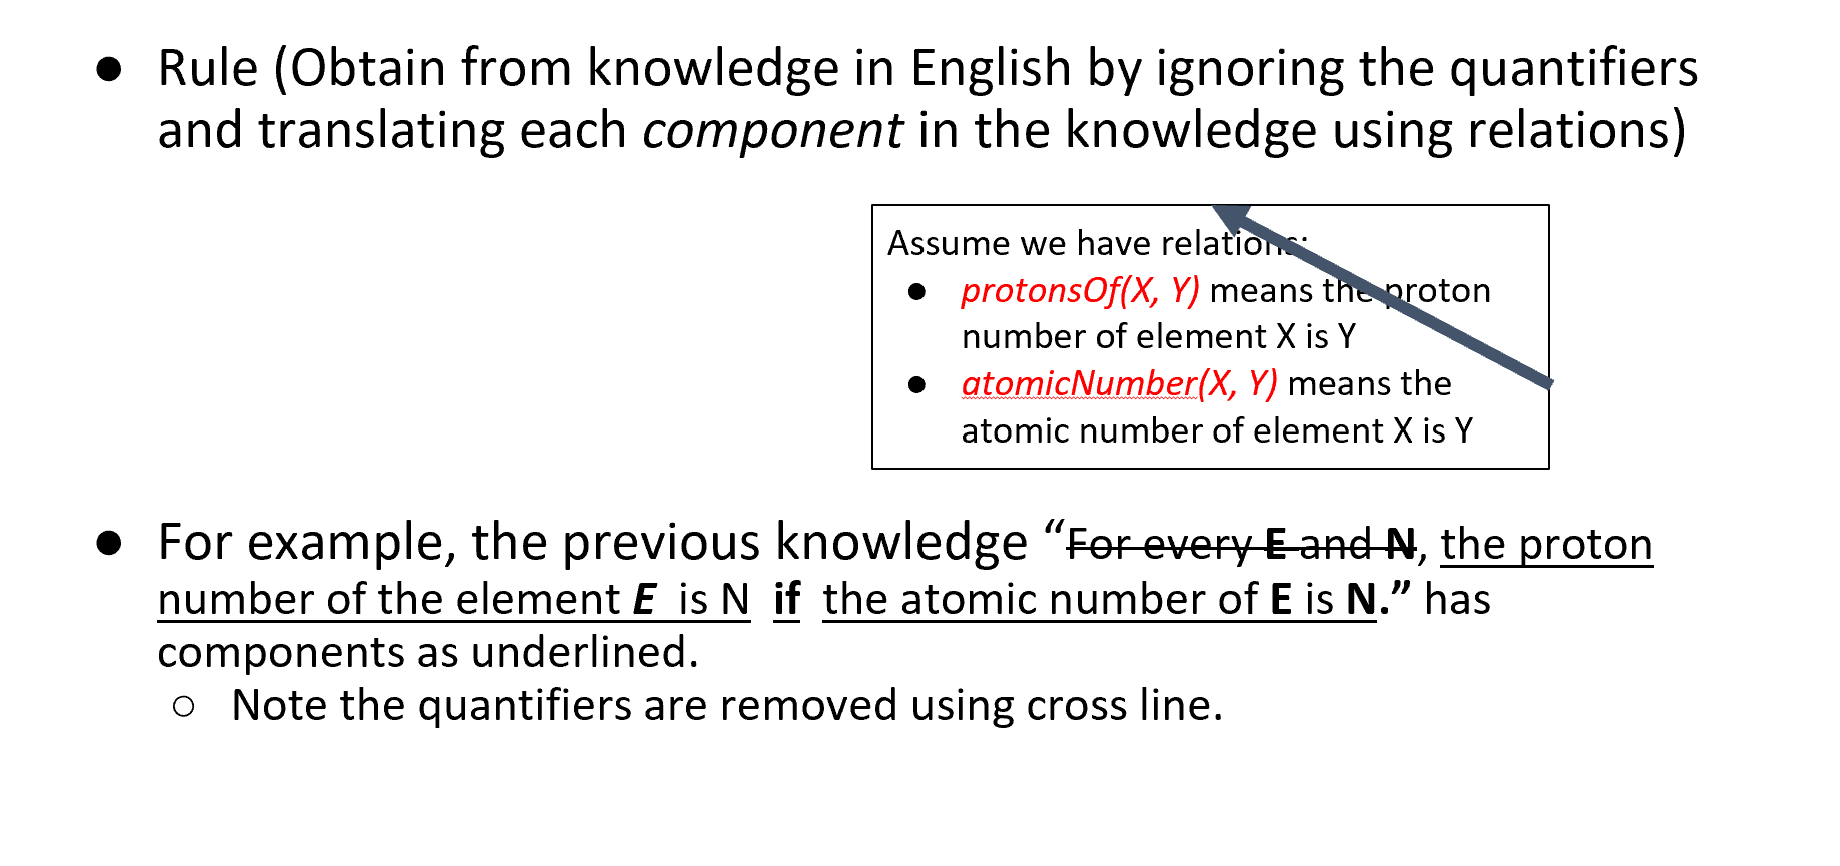 ● Rule (Obtain from knowledge in English by ignoring the quantifiers
and translating each component in the knowledge using relations)
Assume we have relations:
● protonsOf(X, Y) means the proton
number of element X is Y
● atomicNumber(X, Y) means the
atomic number of element X is Y
● For example, the previous knowledge “For every E and N, the proton
number of the element E is N if the atomic number of E is N.” has
components as underlined.
○ Note the quantifiers are removed using cross line.